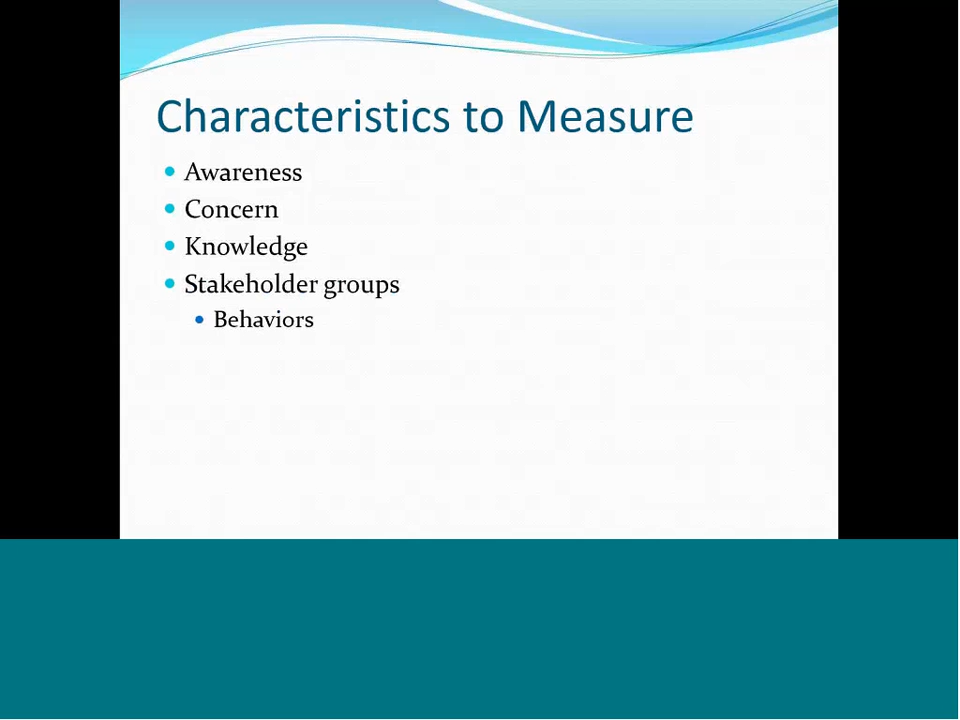 Characteristics to Measure
Awareness
Concern
Knowledge
Stakeholder groups
Behaviors